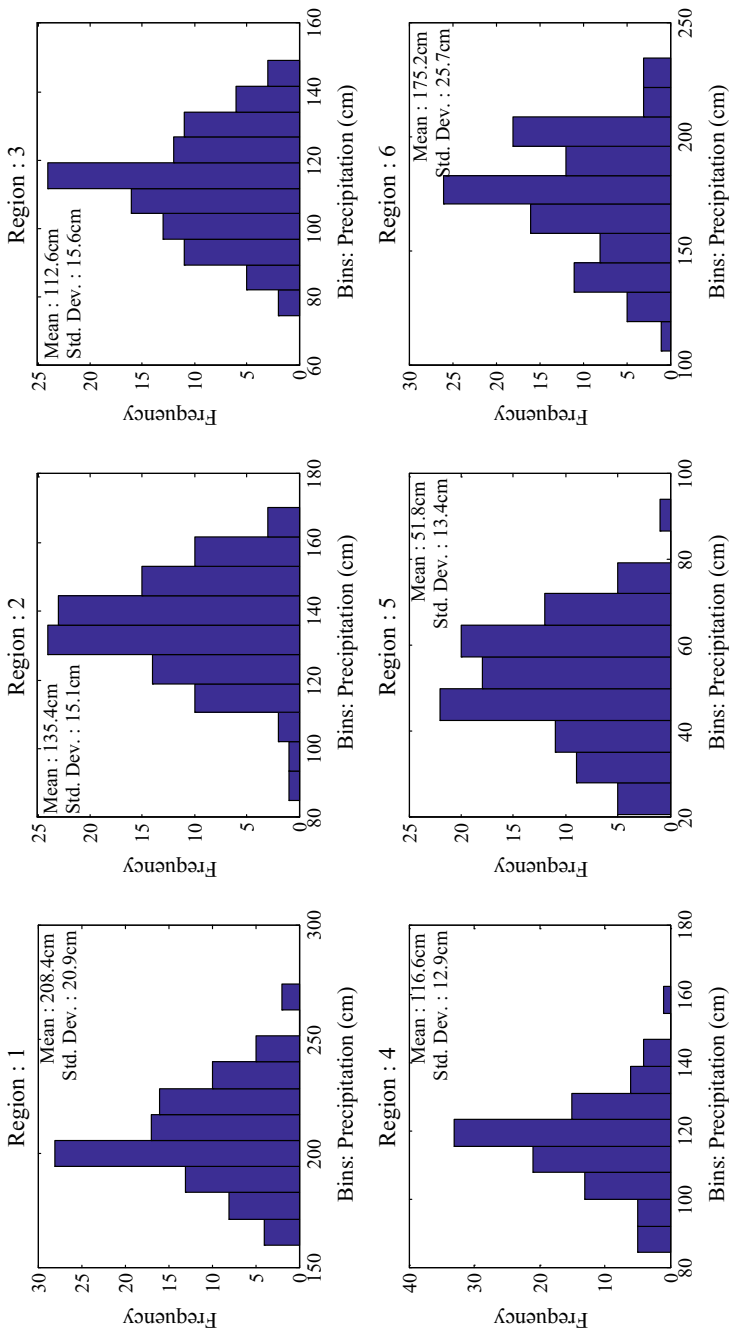 Region : 1
Mean : 208.4cm
Std. Dev. : 20.9cm
Frequency
30
25
20
15
10
5
0
150
200
250
300
Bins: Precipitation (cm)
Region : 2
Mean : 135.4cm
Std. Dev. : 15.1cm
Frequency
25
20
15
10
5
0
80
100
120
140
160
180
Bins: Precipitation (cm)
Region : 3
Mean : 112.6cm
Std. Dev. : 15.6cm
Frequency
25
20
15
10
5
0
60
80
100
120
140
160
Bins: Precipitation (cm)
Region : 4
Mean : 116.6cm
Std. Dev. : 12.9cm
Frequency
40
30
20
10
0
80
100
120
140
160
180
Bins: Precipitation (cm)
Region : 5
Mean : 51.8cm
Std. Dev. : 13.4cm
Frequency
25
20
15
10
5
0
20
40
60
80
100
Bins: Precipitation (cm)
Region : 6
Mean : 175.2cm
Std. Dev. : 25.7cm
Frequency
30
25
20
15
10
5
0
100
150
200
250
Bins: Precipitation (cm)